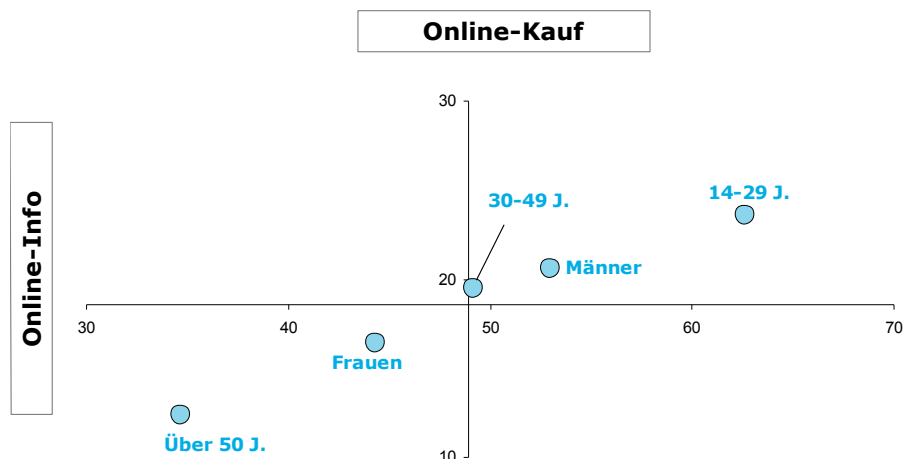 Online-Kauf
Online-Info
30
14-29 J.
30-49 J.
Männer
20
30
40
50
60
70
Frauen
Über 50 J.
10